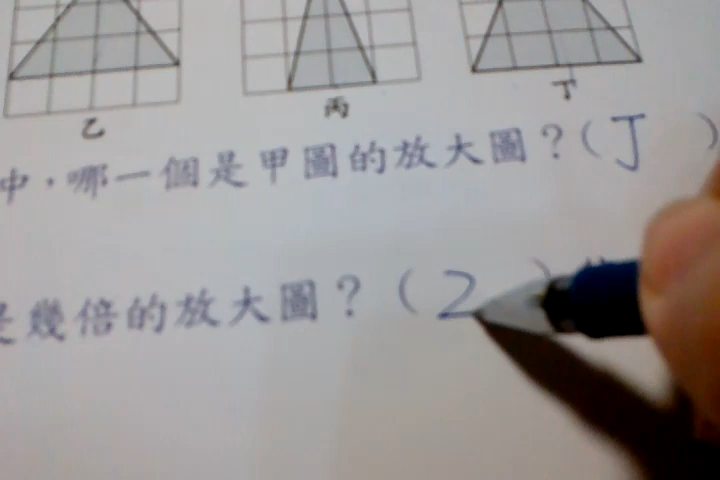 乙 丙 丁
中，哪一個是甲圖的放大圖？(丁 )
是幾倍的放大圖？( 2 )